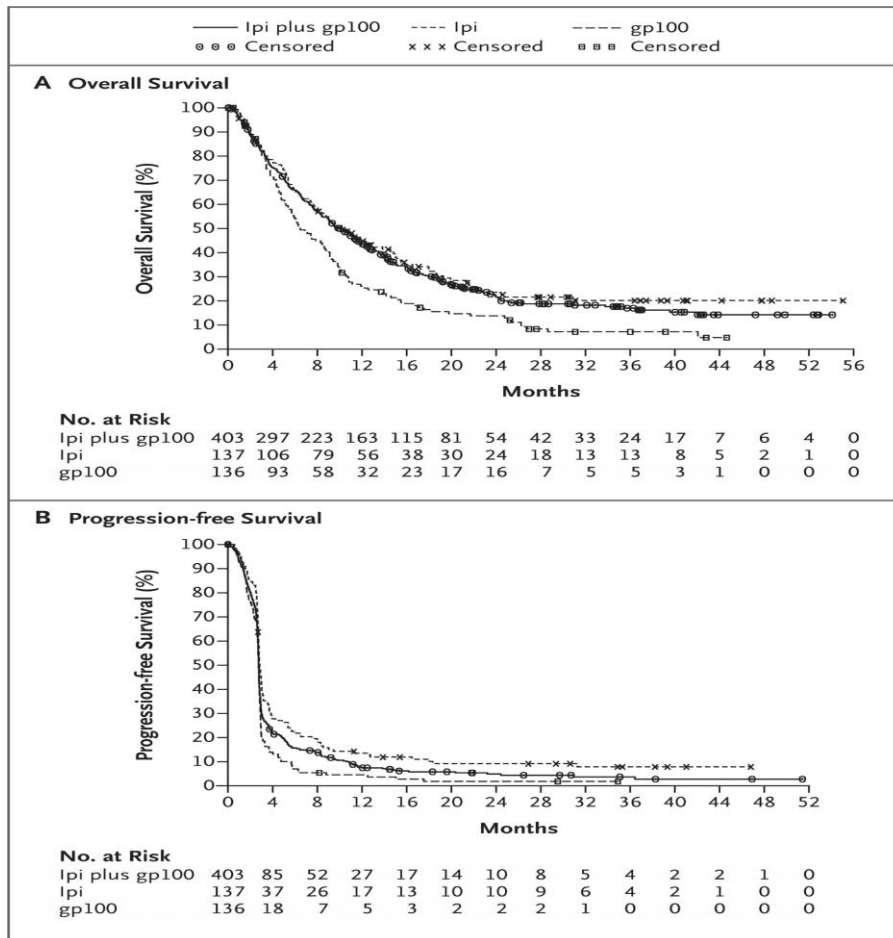 Ipi plus gp100 Ipi gp100
Censored Censored Censored
A Overall Survival
Overall Survival (%)
100
90
80
70
60
50
40
30
20
10
0
0 4 8 12 16 20 24 28 32 36 40 44 48 52 56
Months
No. at Risk
Ipi plus gp100 403 297 223 163 115 81 54 42 33 24 17 7 6 4 0
Ipi 137 106 79 56 38 30 24 18 13 13 8 5 2 1 0
gp100 136 93 58 32 23 17 16 7 5 5 3 1 0 0 0
B Progression-free Survival
Progression-free Survival (%)
100
90
80
70
60
50
40
30
20
10
0
0 4 8 12 16 20 24 28 32 36 40 44 48 52
Months
No. at Risk
Ipi plus gp100 403 85 52 27 17 14 10 8 5 4 2 2 1 0
Ipi 137 37 26 17 13 10 10 9 6 4 2 1 0 0
gp100 136 18 7 5 3 2 2 2 1 0 0 0 0 0